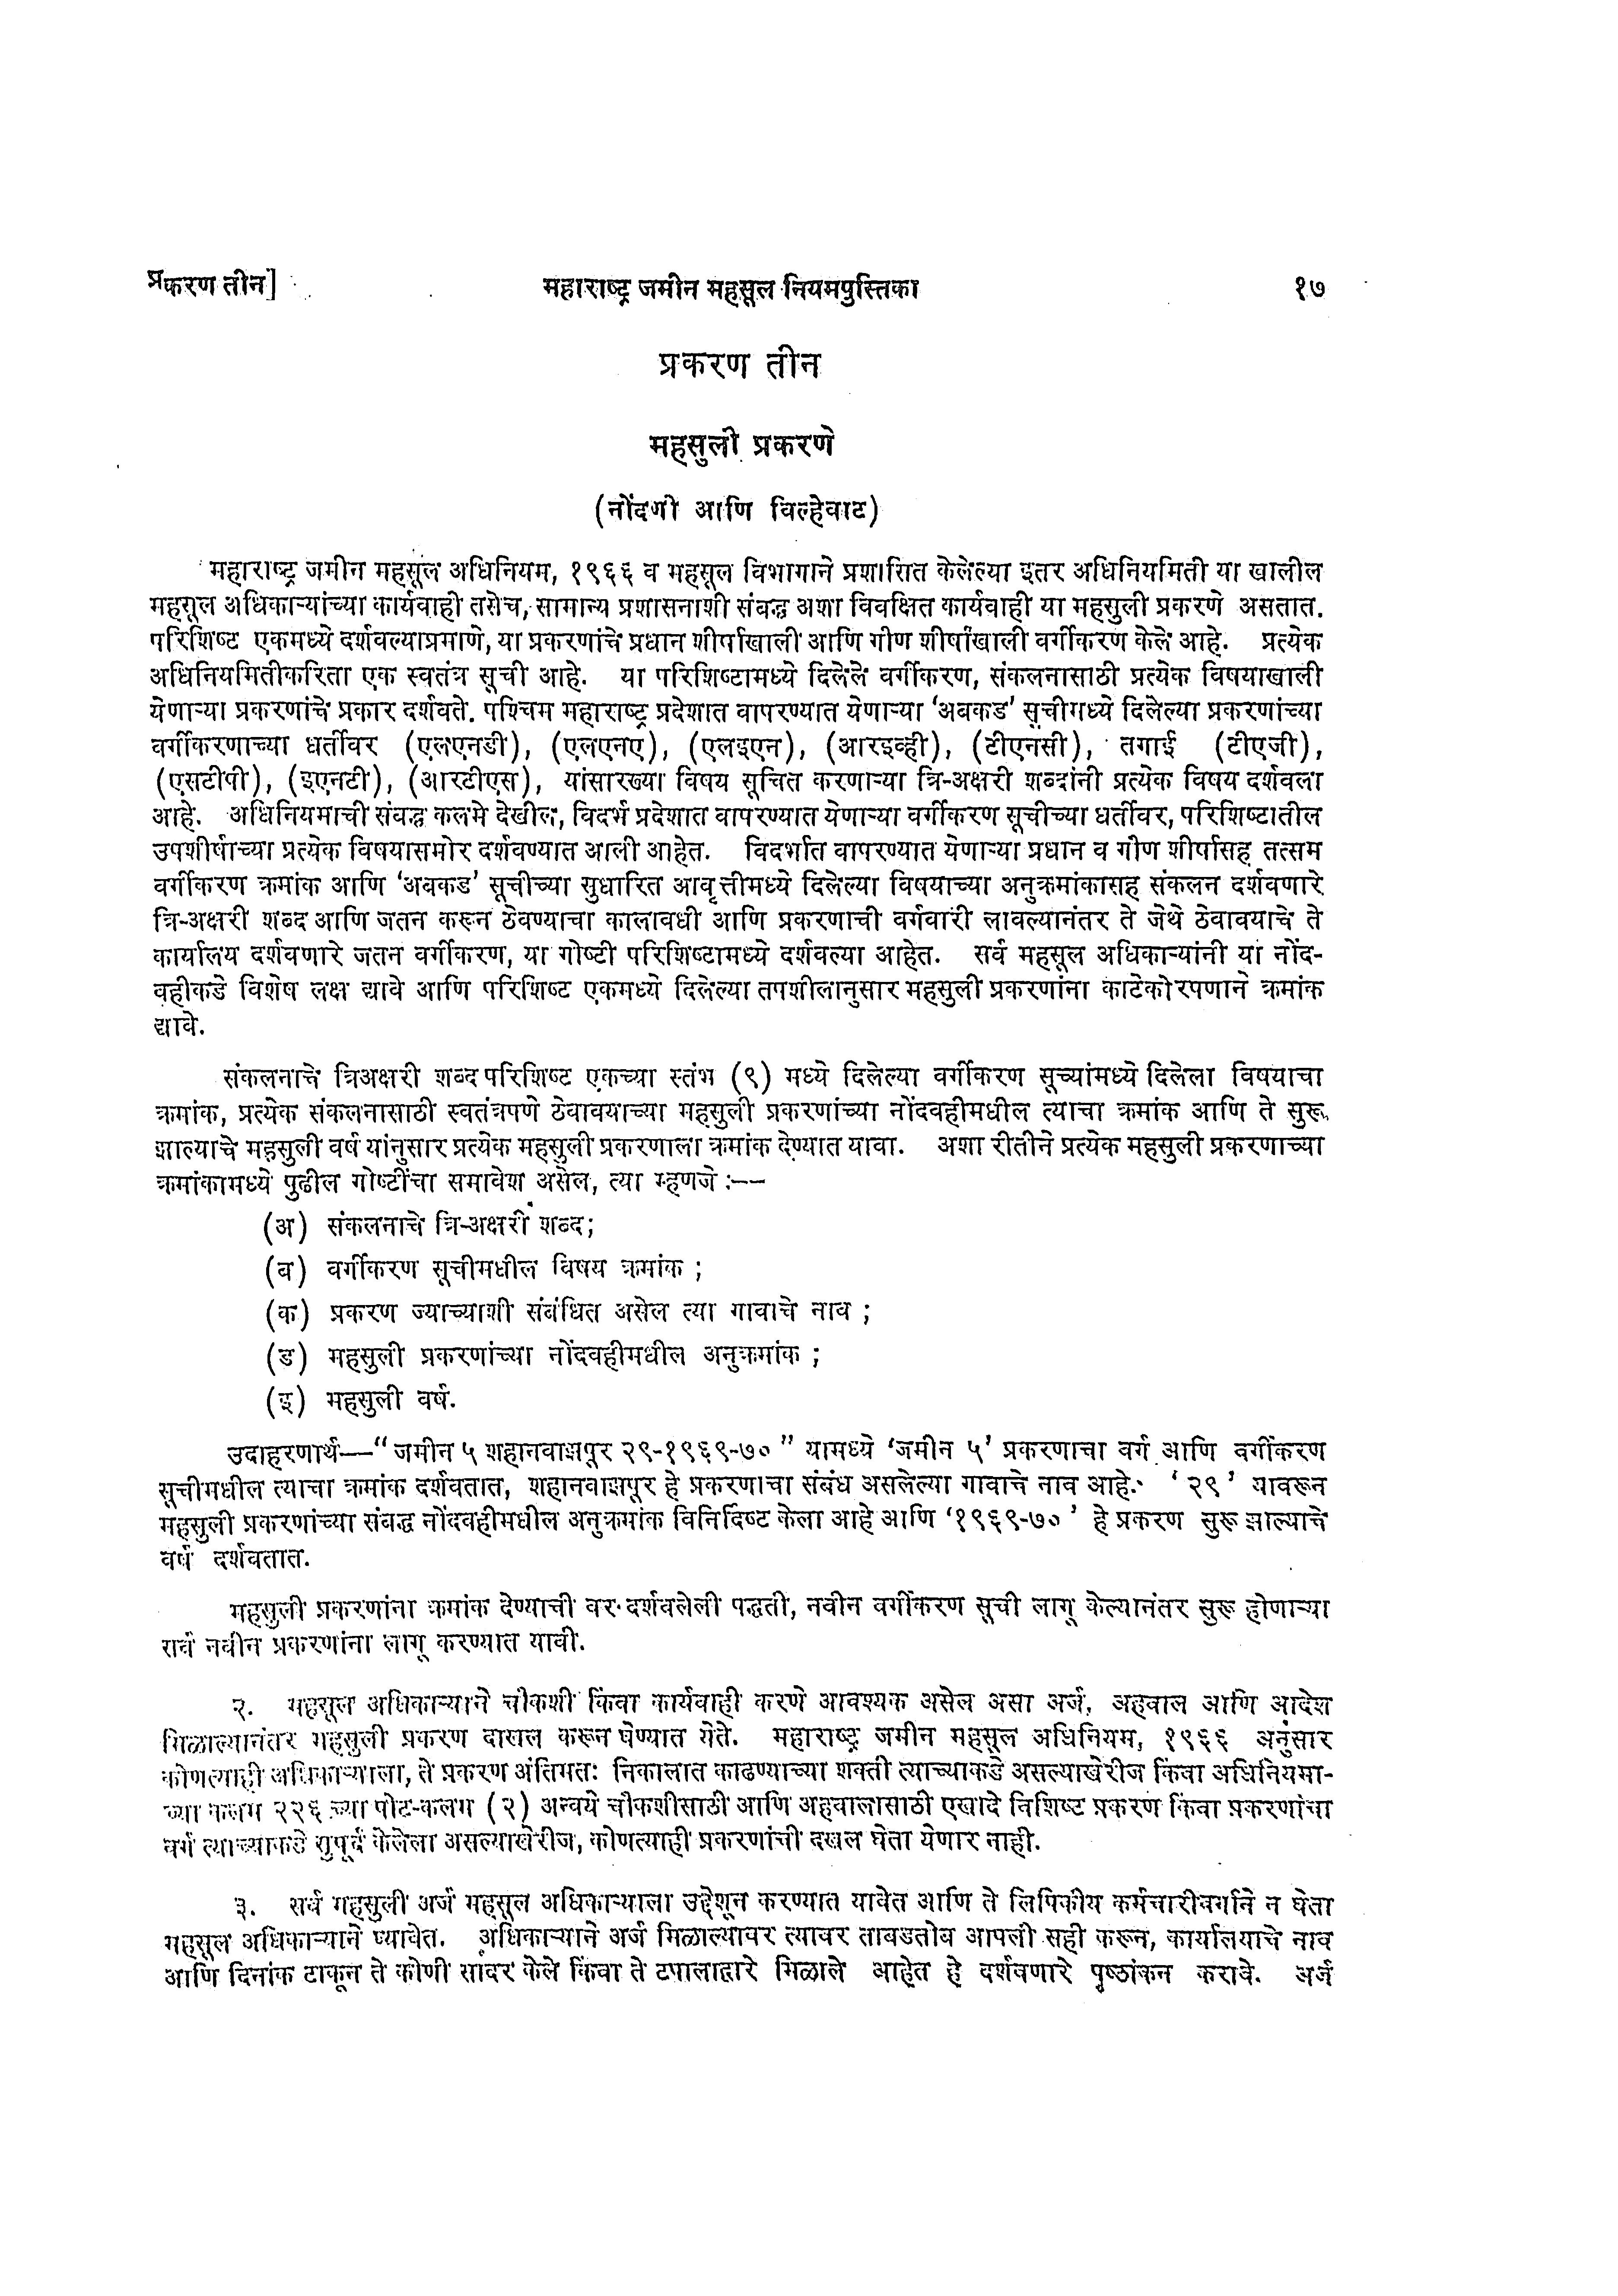 प्रकरण तीन]
महाराष्ट्र जमीन महसूल नियमपुस्तिका
१७
प्रकरण तीन
महसुली प्रकरणे
(नोंदणी आणि विल्हेवाट)
महाराष्ट्र जमीन महसूल अधिनियम, १९६६ व महसूल विभागाने प्रशासित केलेल्या इतर अधिनियमिती या खालील
महसूल अधिकाऱ्यांच्या कार्यवाही तसेच, सामान्य प्रशासनाशी संबद्ध अशा विवक्षित कार्यवाही या महसुली प्रकरणे असतात.
परिशिष्ट एकमध्ये दर्शवल्याप्रमाणे, या प्रकरणांचे प्रधान शीर्षाखाली आणि गौण शीर्षाखाली वर्गीकरण केले आहे. प्रत्येक
अधिनियमितीकरिता एक स्वतंत्र सूची आहे. या परिशिष्टामध्ये दिलेले वर्गीकरण, संकलनासाठी प्रत्येक विषयाखाली
येणाऱ्या प्रकरणांचे प्रकार दर्शवते. पश्चिम महाराष्ट्र प्रदेशात वापरण्यात येणाऱ्या ‘अबकड’ सूचीमध्ये दिलेल्या प्रकरणांच्या
वर्गीकरणाच्या धर्तीवर (एलएनडी), (एलएनए), (एलइएन), (आरइव्ही), (टीएनसी), तगाई (टीएजी),
(एसटीपी), (इएनटी), (आरटीएस), यांसारख्या विषय सूचित करणाऱ्या त्रि-अक्षरी शब्दांनी प्रत्येक विषय दर्शवला
आहे. अधिनियमाची संबद्ध कलमे देखील, विदर्भ प्रदेशात वापरण्यात येणाऱ्या वर्गीकरण सूचीच्या धर्तीवर, परिशिष्टातील
उपशीर्षाच्या प्रत्येक विषयासमोर दर्शवण्यात आली आहेत. विदर्भात वापरण्यात येणाऱ्या प्रधान व गौण शीर्षासह तत्सम
वर्गीकरण क्रमांक आणि ‘अबकड’ सूचीच्या सुधारित आवृत्तीमध्ये दिलेल्या विषयाच्या अनुक्रमांकासह संकलन दर्शवणारे
त्रि-अक्षरी शब्द आणि जतन करून ठेवण्याचा कालावधी आणि प्रकरणाची वर्गवारी लावल्यानंतर ते जेथे ठेवावयाचे ते
कार्यालय दर्शवणारे जतन वर्गीकरण, या गोष्टी परिशिष्टामध्ये दर्शवल्या आहेत. सर्व महसूल अधिकाऱ्यांनी या नोंद-
वहीकडे विशेष लक्ष द्यावे आणि परिशिष्ट एकमध्ये दिलेल्या तपशीलानुसार महसुली प्रकरणांना काटेकोरपणाने क्रमांक
द्यावे.
संकलनाचे त्रिअक्षरी शब्द परिशिष्ट एकच्या स्तंभ (९) मध्ये दिलेल्या वर्गीकरण सूच्यांमध्ये दिलेला विषयाचा
क्रमांक, प्रत्येक संकलनासाठी स्वतंत्रपणे ठेवावयाच्या महसुली प्रकरणांच्या नोंदवहीमधील त्याचा क्रमांक आणि ते सुरू
झाल्याचे महसुली वर्ष यांनुसार प्रत्येक महसुली प्रकरणाला क्रमांक देण्यात यावा. अशा रीतीने प्रत्येक महसुली प्रकरणाच्या
क्रमांकामध्ये पुढील गोष्टींचा समावेश असेल, त्या म्हणजे :--
(अ) संकलनाचे त्रि-अक्षरी शब्द;
(ब) वर्गीकरण सूचीमधील विषय क्रमांक ;
(क) प्रकरण ज्याच्याशी संबंधित असेल त्या गावाचे नाव ;
(ड) महसुली प्रकरणांच्या नोंदवहीमधील अनुक्रमांक ;
(इ) महसुली वर्ष.
उदाहरणार्थ—“जमीन ५ शहानवाझपूर २९-१९६९-७०” यामध्ये ‘जमीन ५’ प्रकरणाचा वर्ग आणि वर्गीकरण
सूचीमधील त्याचा क्रमांक दर्शवतात, शहानवाझपूर हे प्रकरणाचा संबंध असलेल्या गावाचे नाव आहे. ‘२९’ यावरून
महसुली प्रकरणांच्या संबद्ध नोंदवहीमधील अनुक्रमांक विनिर्दिष्ट केला आहे आणि ‘१९६९-७०’ हे प्रकरण सुरू झाल्याचे
वर्ष दर्शवतात.
महसुली प्रकरणांना क्रमांक देण्याची वर दर्शवलेली पद्धती, नवीन वर्गीकरण सूची लागू केल्यानंतर सुरू होणाऱ्या
सर्व नवीन प्रकरणांना लागू करण्यात यावी.
२. महसूल अधिकाऱ्याने चौकशी किंवा कार्यवाही करणे आवश्यक असेल असा अर्ज, अहवाल आणि आदेश
मिळाल्यानंतर महसुली प्रकरण दाखल करून घेण्यात येते. महाराष्ट्र जमीन महसूल अधिनियम, १९६६ अनुसार
कोणत्याही अधिकाऱ्याला, ते प्रकरण अंतिमतः निकालात काढण्याच्या शक्ती त्याच्याकडे असल्याखेरीज किंवा अधिनियमा-
च्या कलम २२६ च्या पोट-कलम (२) अन्वये चौकशीसाठी आणि अहवालासाठी एखादे विशिष्ट प्रकरण किंवा प्रकरणांचा
वर्ग त्याच्याकडे सुपूर्द केलेला असल्याखेरीज, कोणत्याही प्रकरणांची दखल घेता येणार नाही.
३. सर्व महसुली अर्ज महसूल अधिकाऱ्याला उद्देशून करण्यात यावेत आणि ते लिपिकीय कर्मचारीवर्गाने न घेता
महसूल अधिकाऱ्याने घ्यावेत. अधिकाऱ्याने अर्ज मिळाल्यावर त्यावर ताबडतोब आपली सही करून, कार्यालयाचे नाव
आणि दिनांक टाकून ते कोणी सादर केले किंवा ते टपालाद्वारे मिळाले आहेत हे दर्शवणारे पृष्ठांकन करावे. अर्ज